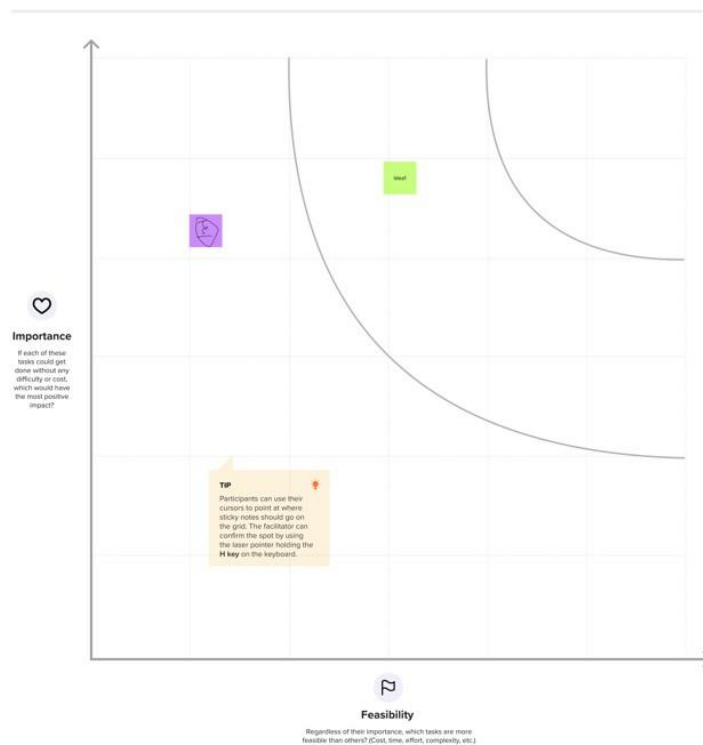 Importance
If each of these
tasks could get
done without any
difficulty or cost,
which would have
the most positive
impact?
TIP
Participants can use their
cursors to point at where
sticky notes should go on
the grid. The facilitator can
confirm the spot by using
the laser pointer holding the
H key on the keyboard.
Feasibility
Regardless of their importance, which tasks are more
feasible than others? (Cost, time, effort, complexity, etc.)